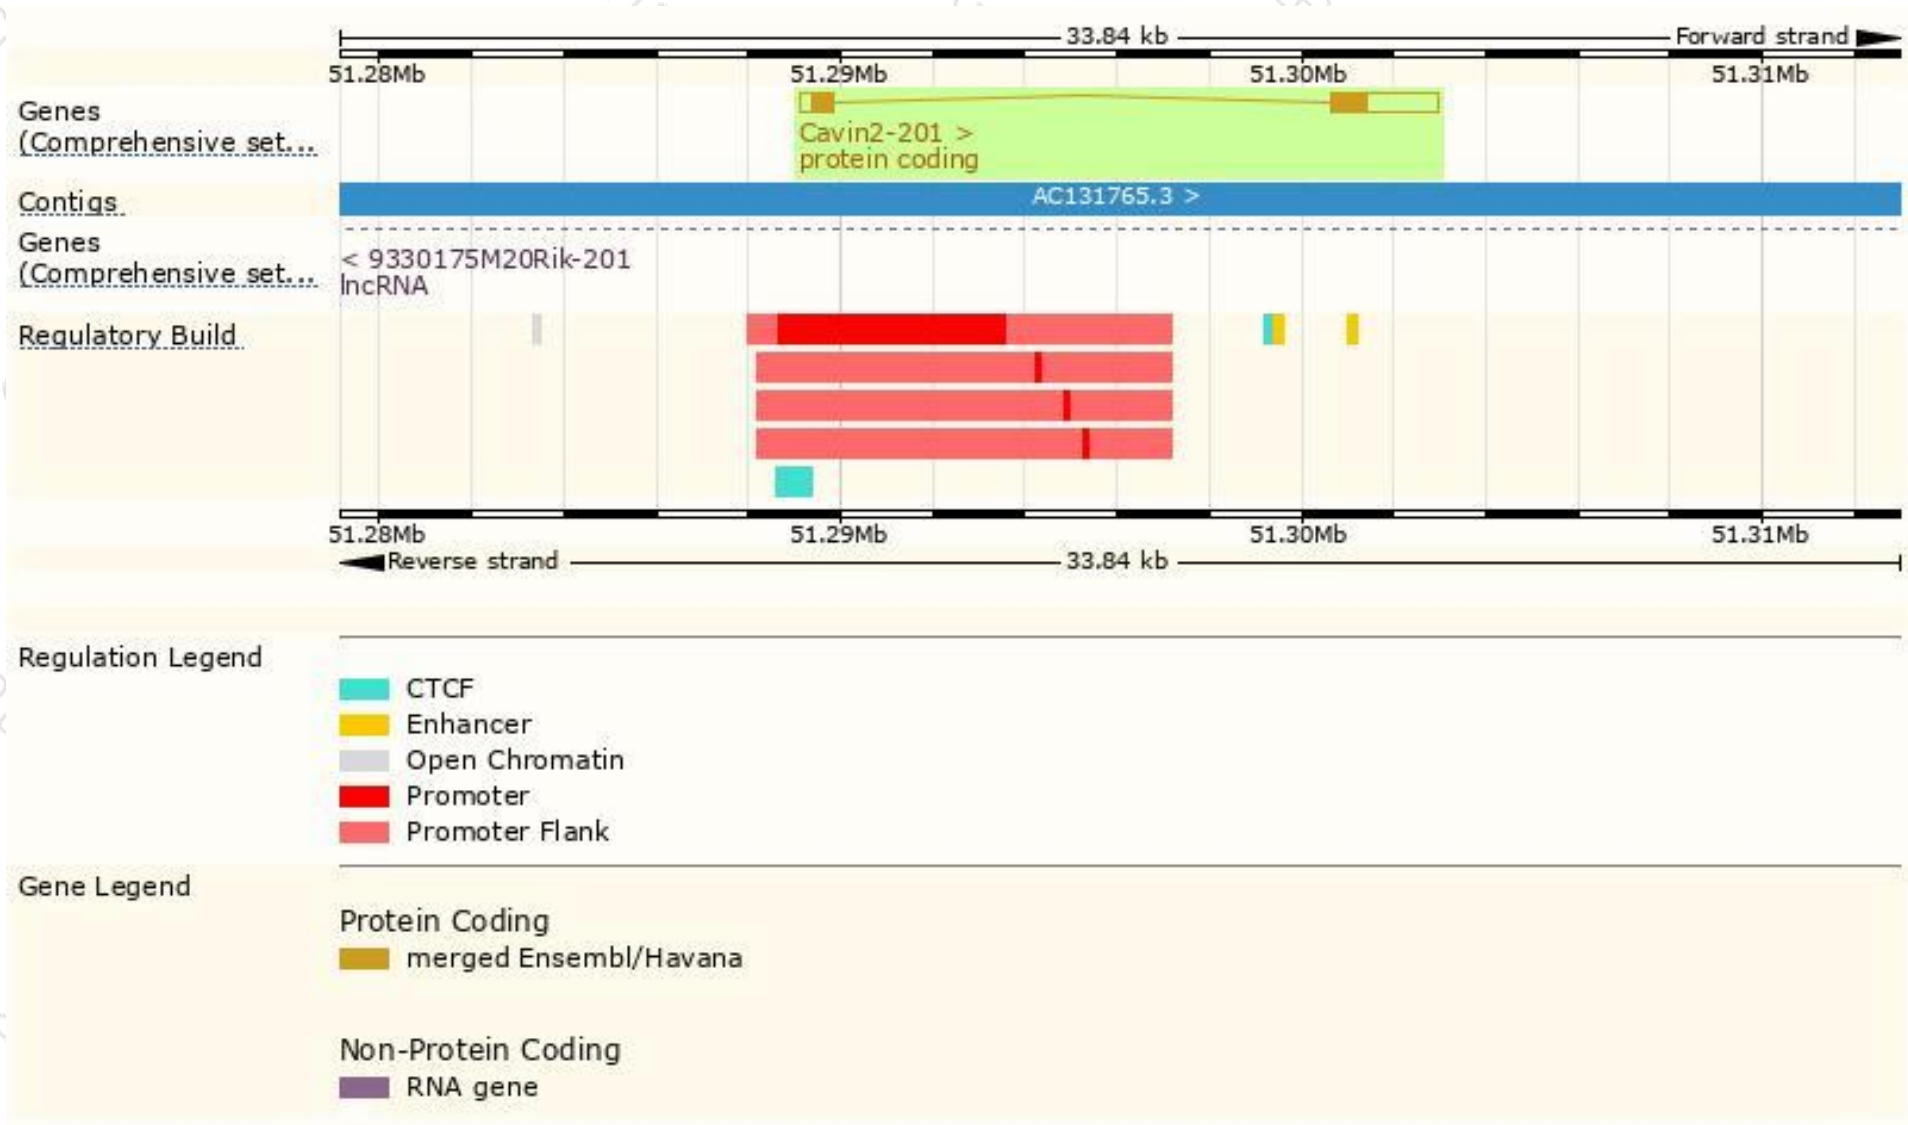 33.84 kb Forward strand
51.28Mb 51.29Mb 51.30Mb 51.31Mb
Genes
(Comprehensive set...
Cavin2-201 >
protein coding
Contigs AC131765.3 >
Genes
(Comprehensive set...
< 9330175M20Rik-201
lncRNA
Regulatory Build
51.28Mb 51.29Mb 51.30Mb 51.31Mb
Reverse strand 33.84 kb
Regulation Legend
CTCF
Enhancer
Open Chromatin
Promoter
Promoter Flank
Gene Legend
Protein Coding
merged Ensembl/Havana
Non-Protein Coding
RNA gene